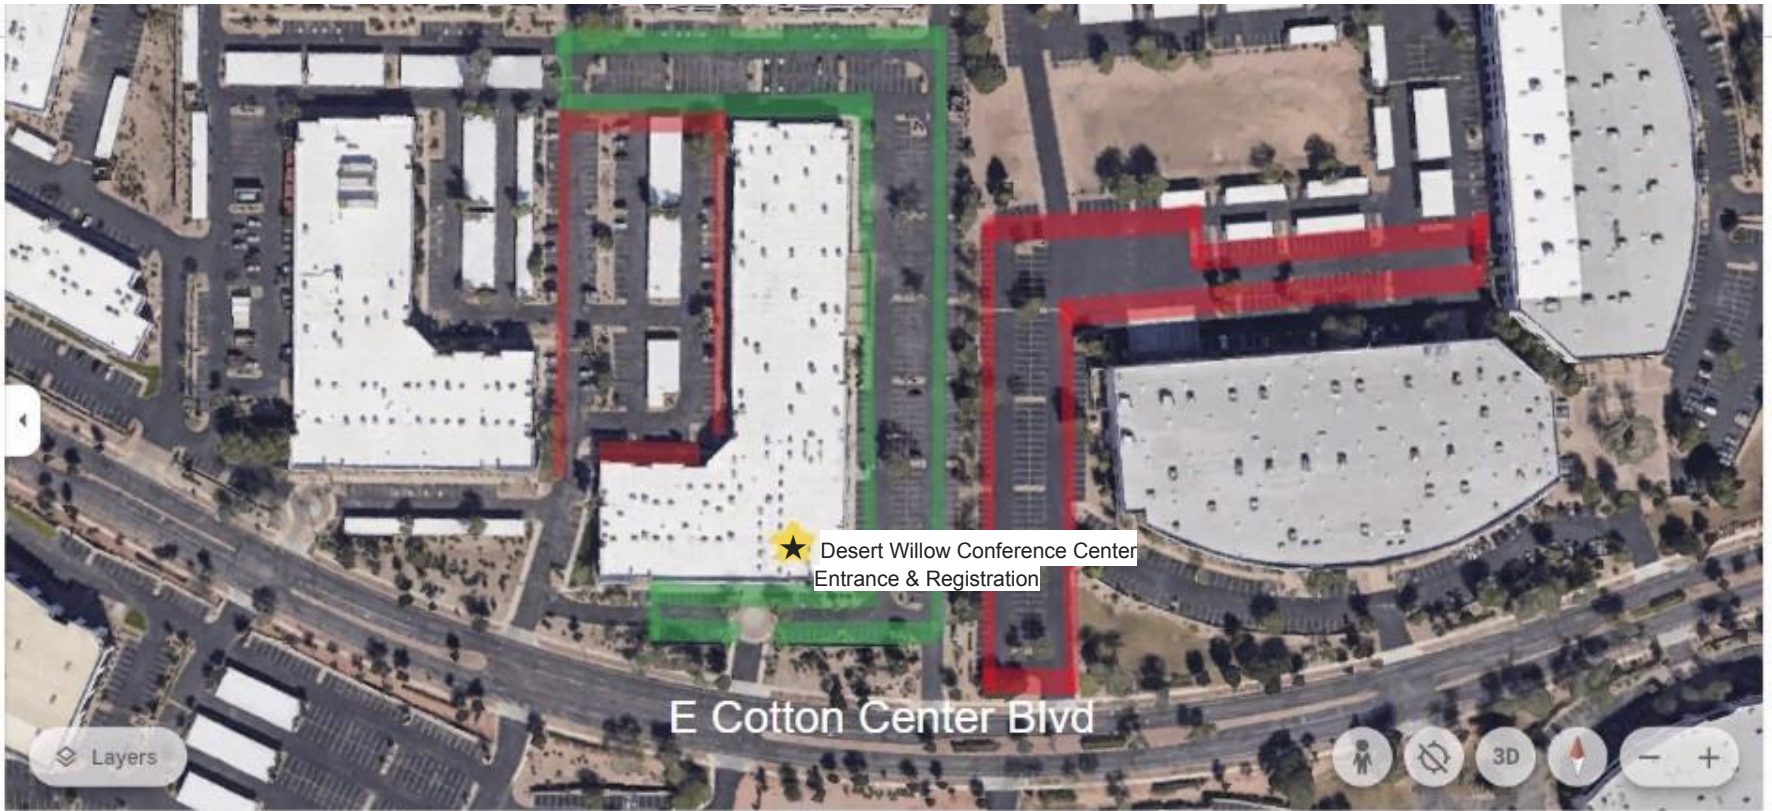 Desert Willow Conference Center
Entrance & Registration
E Cotton Center Blvd
Layers
3D